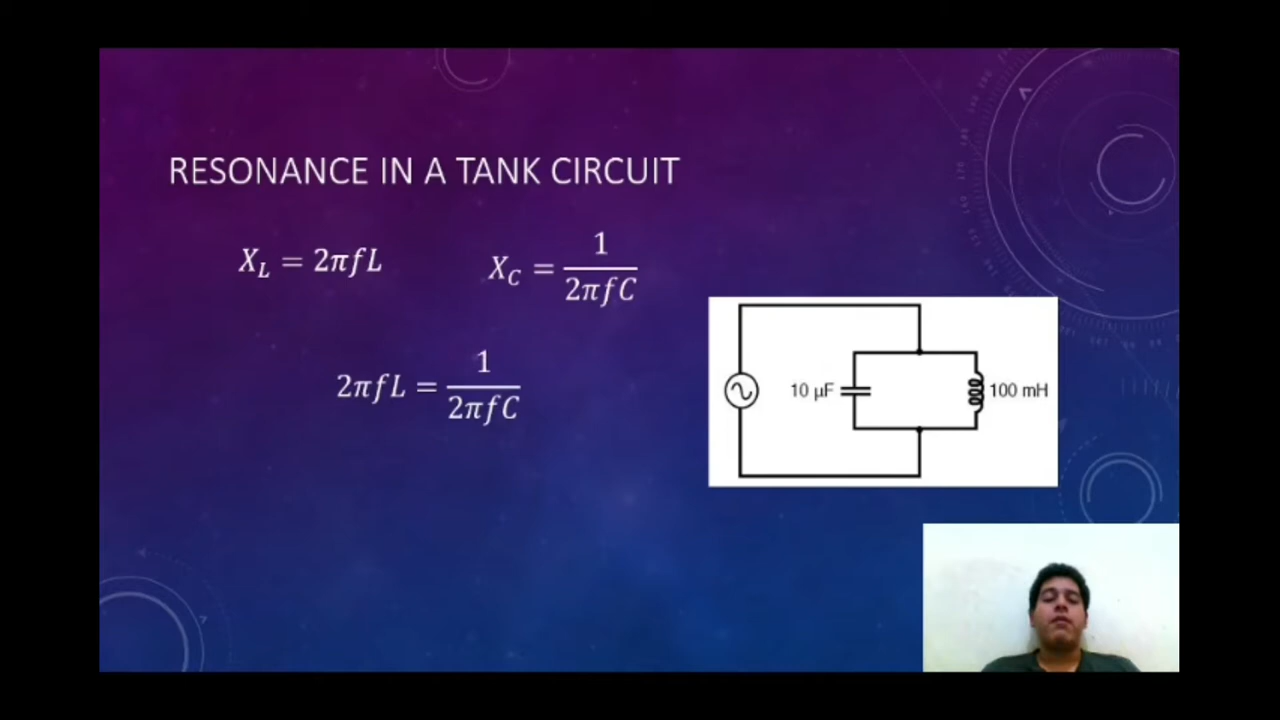 RESONANCE IN A TANK CIRCUIT
X_L = 2πfL
X_C = 1/(2πfC)
2πfL = 1/(2πfC)
10 μF
100 mH